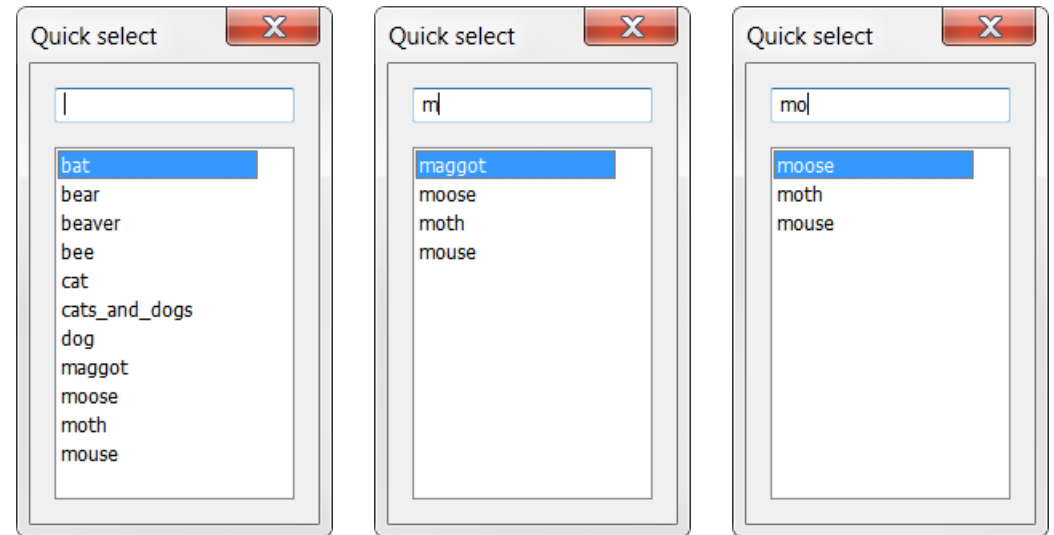 Quick select
bat
bear
beaver
bee
cat
cats_and_dogs
dog
maggot
moose
moth
mouse
Quick select
m
maggot
moose
moth
mouse
Quick select
mo
moose
moth
mouse